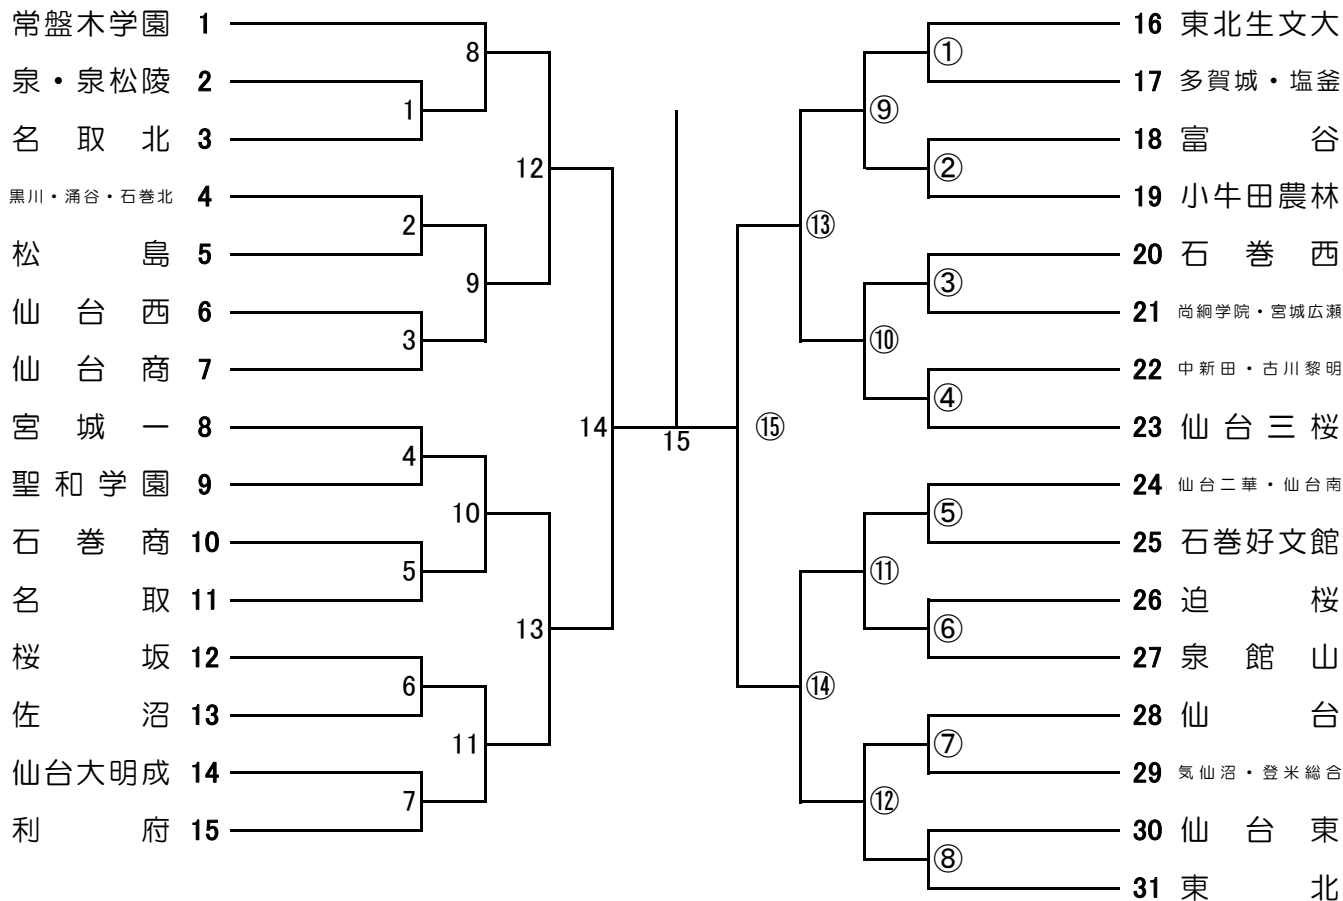 常盤木学園 1
泉・泉松陵 2
名取北 3
黒川・涌谷・石巻北 4
松島 5
仙台西 6
仙台商 7
宮城一 8
聖和学園 9
石巻商 10
名取 11
桜坂 12
佐沼 13
仙台大明成 14
利府 15
1
2
3
4
5
6
7
8
9
10
11
12
13
14
15
⑮
⑬
⑭
⑨
⑩
⑪
⑫
①
②
③
④
⑤
⑥
⑦
⑧
16 東北生文大
17 多賀城・塩釜
18 富谷
19 小牛田農林
20 石巻西
21 尚絅学院・宮城広瀬
22 中新田・古川黎明
23 仙台三桜
24 仙台二華・仙台南
25 石巻好文館
26 迫桜
27 泉館山
28 仙台
29 気仙沼・登米総合
30 仙台東
31 東北